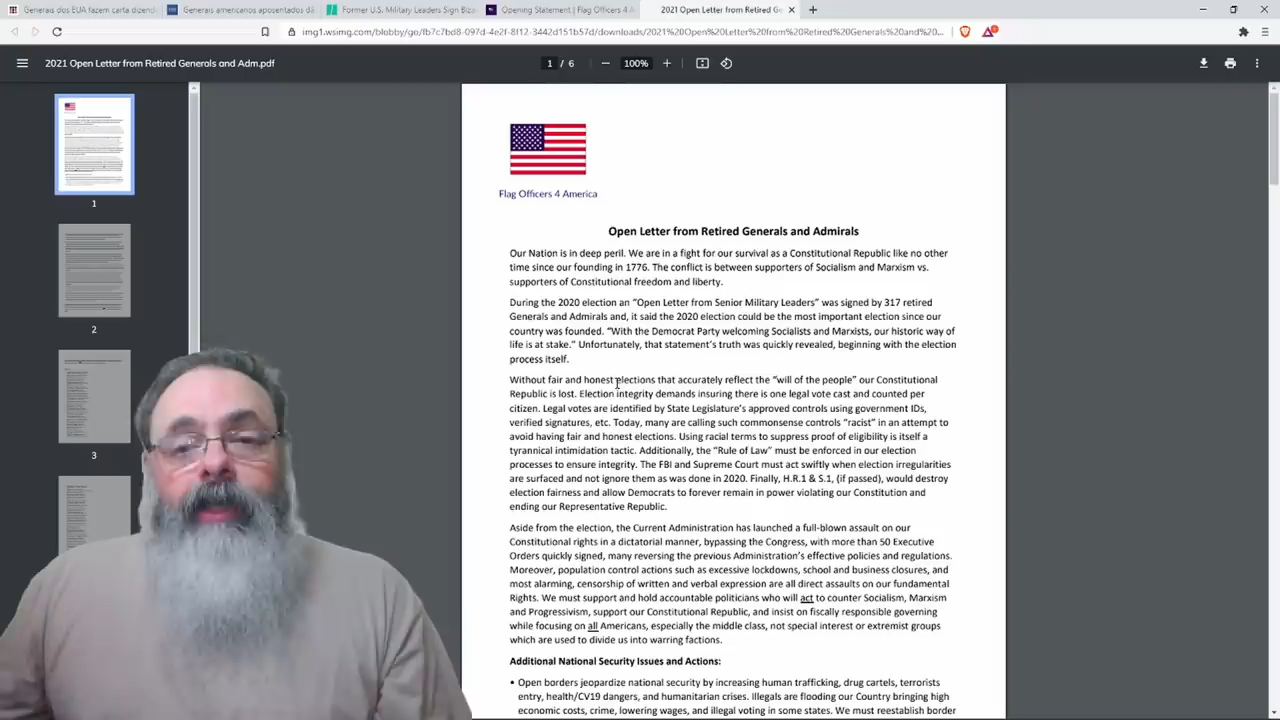 Generais dos EUA fazem carta dizend
Generais americanos aposentados dã
Former U.S. Military Leaders Sign Biza
Opening Statement | Flag Officers 4 A
2021 Open Letter from Retired Ge
img1.wsimg.com/blobby/go/fb7c7bd8-097d-4e2f-8f12-3442d151b57d/downloads/2021%20Open%20Letter%20from%20Retired%20Generals%20and%20...
2021 Open Letter from Retired Generals and Adm.pdf
1 / 6
100%
1
2
3
Flag Officers 4 America
Open Letter from Retired Generals and Admirals
Our Nation is in deep peril. We are in a fight for our survival as a Constitutional Republic like no other
time since our founding in 1776. The conflict is between supporters of Socialism and Marxism vs.
supporters of Constitutional freedom and liberty.
During the 2020 election an “Open Letter from Senior Military Leaders” was signed by 317 retired
Generals and Admirals and, it said the 2020 election could be the most important election since our
country was founded. “With the Democrat Party welcoming Socialists and Marxists, our historic way of
life is at stake.” Unfortunately, that statement’s truth was quickly revealed, beginning with the election
process itself.
Without fair and honest elections that accurately reflect the “will of the people” our Constitutional
Republic is lost. Election integrity demands insuring there is one legal vote cast and counted per
citizen. Legal votes are identified by State Legislature’s approved controls using government IDs,
verified signatures, etc. Today, many are calling such commonsense controls “racist” in an attempt to
avoid having fair and honest elections. Using racial terms to suppress proof of eligibility is itself a
tyrannical intimidation tactic. Additionally, the “Rule of Law” must be enforced in our election
processes to ensure integrity. The FBI and Supreme Court must act swiftly when election irregularities
are surfaced and not ignore them as was done in 2020. Finally, H.R.1 & S.1, (if passed), would destroy
election fairness and allow Democrats to forever remain in power violating our Constitution and
ending our Representative Republic.
Aside from the election, the Current Administration has launched a full-blown assault on our
Constitutional rights in a dictatorial manner, bypassing the Congress, with more than 50 Executive
Orders quickly signed, many reversing the previous Administration’s effective policies and regulations.
Moreover, population control actions such as excessive lockdowns, school and business closures, and
most alarming, censorship of written and verbal expression are all direct assaults on our fundamental
Rights. We must support and hold accountable politicians who will act to counter Socialism, Marxism
and Progressivism, support our Constitutional Republic, and insist on fiscally responsible governing
while focusing on all Americans, especially the middle class, not special interest or extremist groups
which are used to divide us into warring factions.
Additional National Security Issues and Actions:
• Open borders jeopardize national security by increasing human trafficking, drug cartels, terrorists
entry, health/CV19 dangers, and humanitarian crises. Illegals are flooding our Country bringing high
economic costs, crime, lowering wages, and illegal voting in some states. We must reestablish border